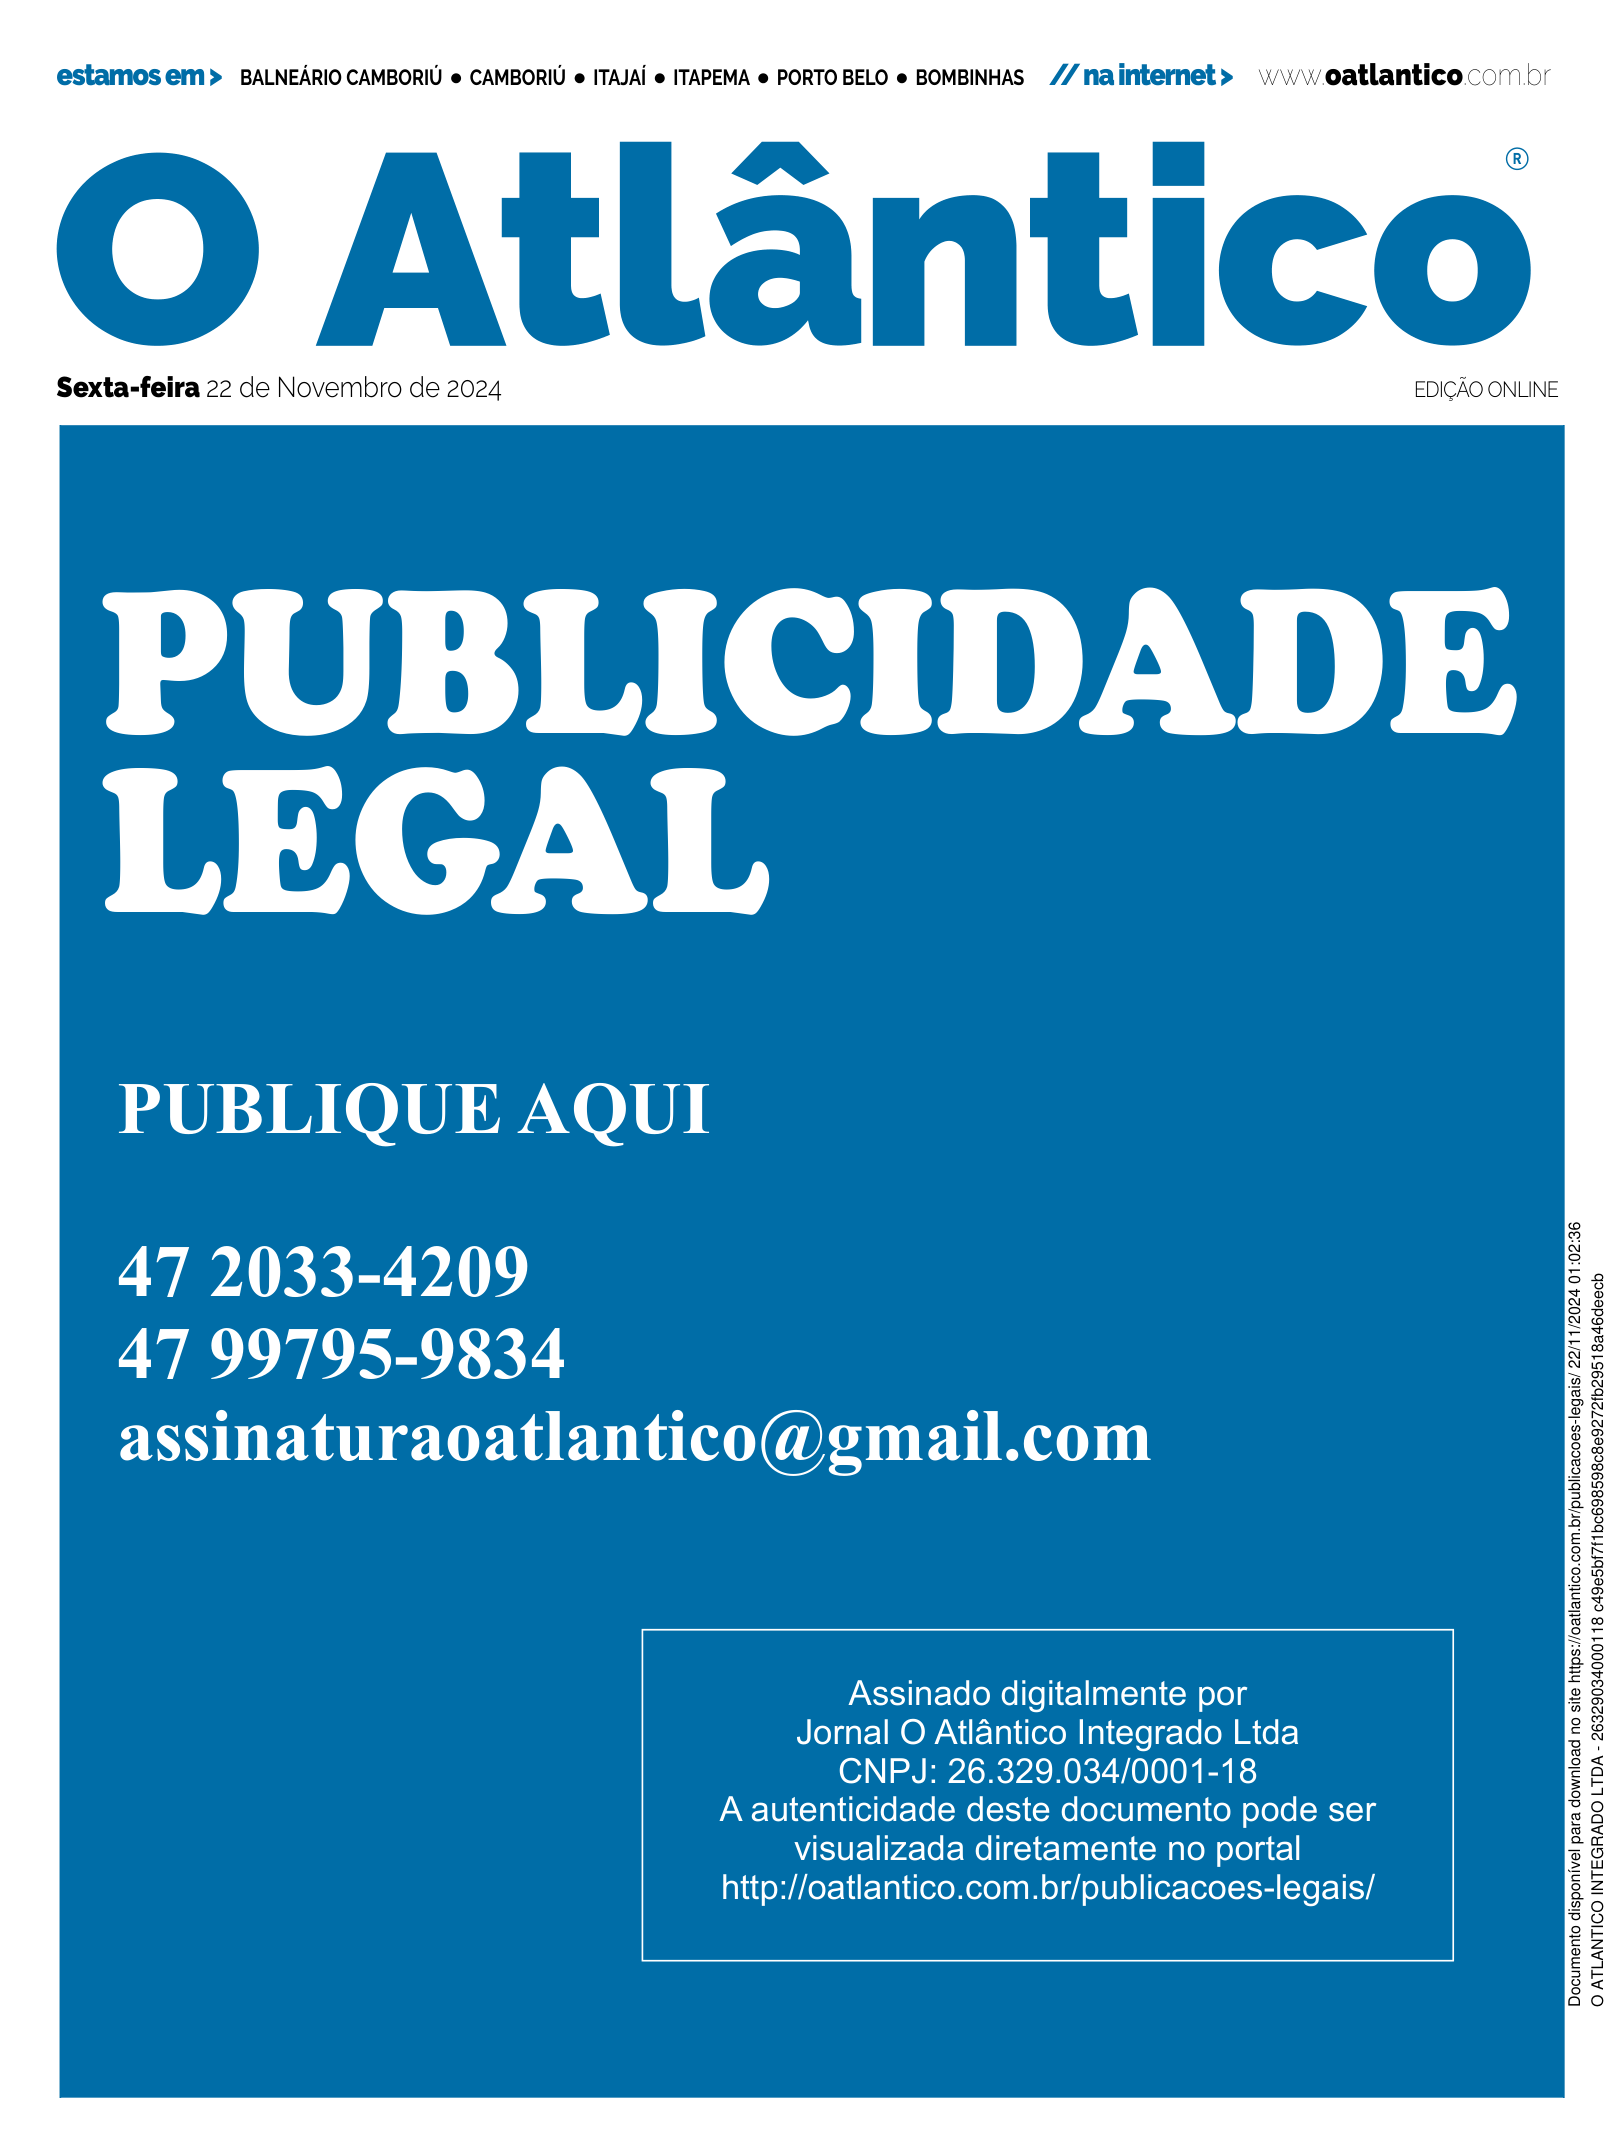 estamos em > BALNEÁRIO CAMBORIÚ ● CAMBORIÚ ● ITAJAÍ ● ITAPEMA ● PORTO BELO ● BOMBINHAS // na internet > www.oatlantico.com.br
O Atlântico ®
Sexta-feira 22 de Novembro de 2024 EDIÇÃO ONLINE
PUBLICIDADE
LEGAL
PUBLIQUE AQUI
47 2033-4209
47 99795-9834
assinaturaoatlantico@gmail.com
Assinado digitalmente por
Jornal O Atlântico Integrado Ltda
CNPJ: 26.329.034/0001-18
A autenticidade deste documento pode ser
visualizada diretamente no portal
http://oatlantico.com.br/publicacoes-legais/
Documento disponível para download no site https://oatlantico.com.br/publicacoes-legais/ 22/11/2024 01:02:36
O ATLANTICO INTEGRADO LTDA - 26329034000118 c49e5bf7f1bc698598c8e9272fb29518a46deecb